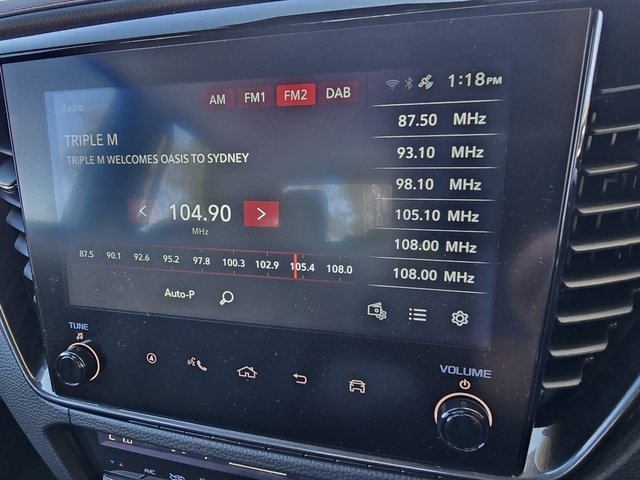 Radio
AM FM1 FM2 DAB
1:18PM
TRIPLE M
TRIPLE M WELCOMES OASIS TO SYDNEY
< 104.90 >
MHz
87.5 90.1 92.6 95.2 97.8 100.3 102.9 105.4 108.0
Auto-P
87.50 MHz
93.10 MHz
98.10 MHz
105.10 MHz
108.00 MHz
108.00 MHz
TUNE
VOLUME
A/C